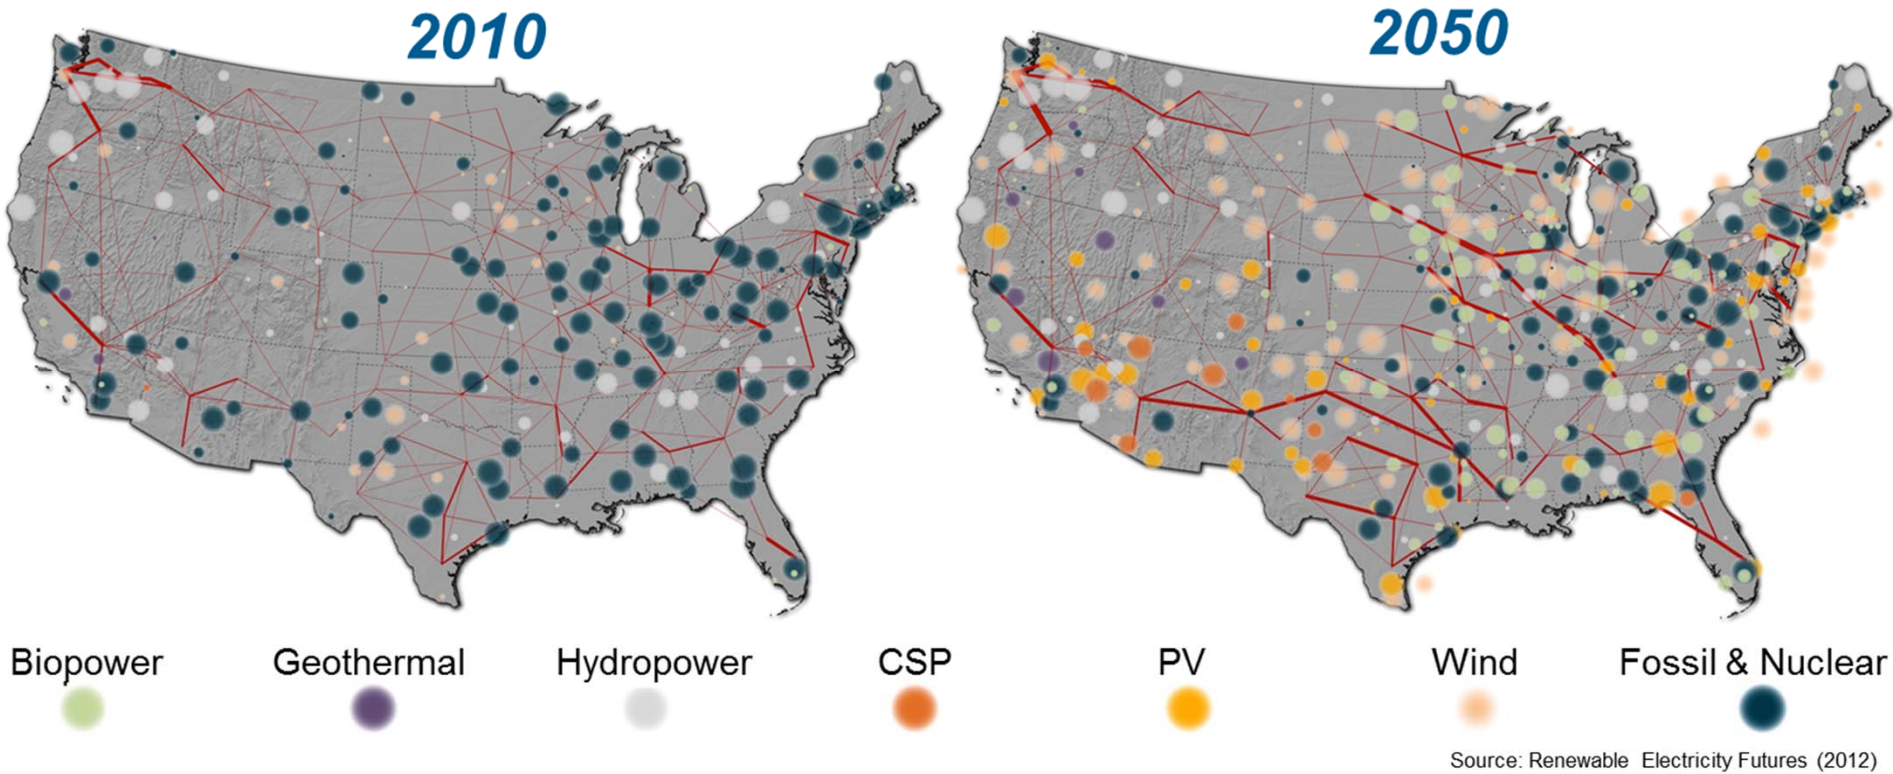 2010 2050
Biopower Geothermal Hydropower CSP PV Wind Fossil & Nuclear
Source: Renewable Electricity Futures (2012)